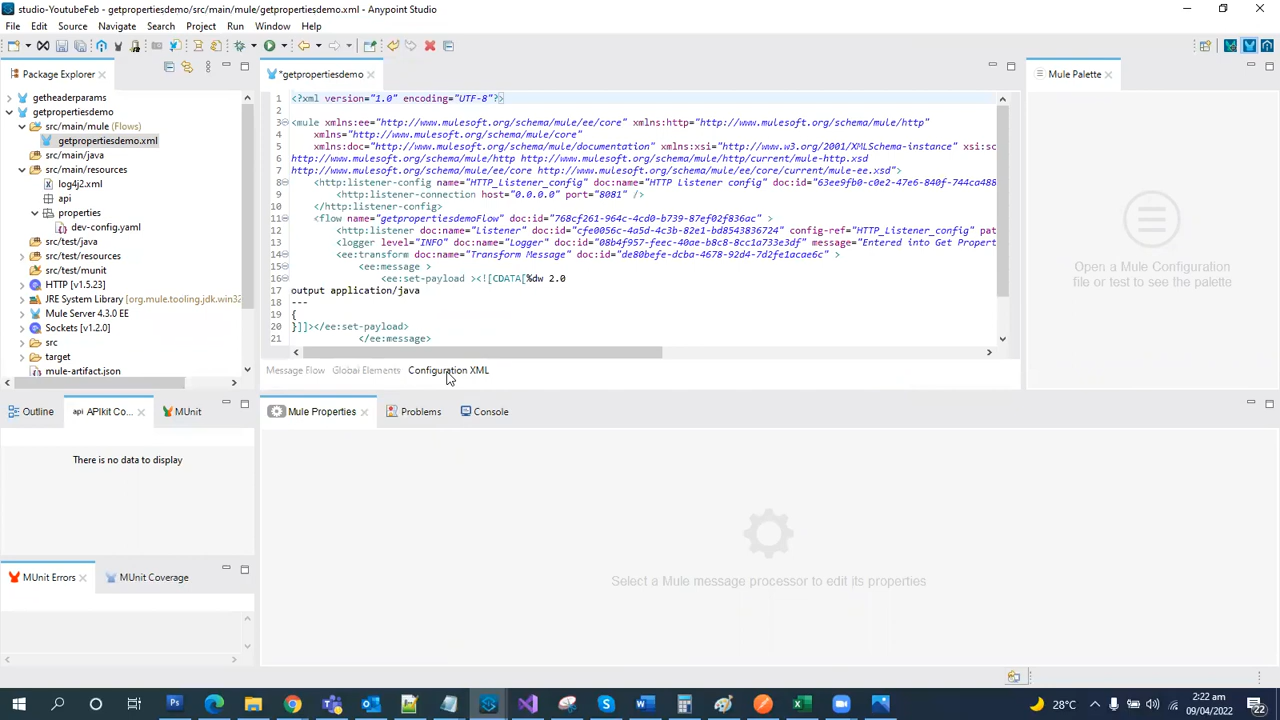 studio-YoutubeFeb - getpropertiesdemo/src/main/mule/getpropertiesdemo.xml - Anypoint Studio
File Edit Source Navigate Search Project Run Window Help
Package Explorer
*getpropertiesdemo
Mule Palette
getheaderparams
getpropertiesdemo
src/main/mule (Flows)
getpropertiesdemo.xml
src/main/java
src/main/resources
log4j2.xml
api
properties
dev-config.yaml
src/test/java
src/test/resources
src/test/munit
HTTP [v1.5.23]
JRE System Library [org.mule.tooling.jdk.win32
Mule Server 4.3.0 EE
Sockets [v1.2.0]
src
target
mule-artifact.json
1 <?xml version="1.0" encoding="UTF-8"?>
2
3 <mule xmlns:ee="http://www.mulesoft.org/schema/mule/ee/core" xmlns:http="http://www.mulesoft.org/schema/mule/http"
4 xmlns="http://www.mulesoft.org/schema/mule/core"
5 xmlns:doc="http://www.mulesoft.org/schema/mule/documentation" xmlns:xsi="http://www.w3.org/2001/XMLSchema-instance" xsi:sc
6 http://www.mulesoft.org/schema/mule/http http://www.mulesoft.org/schema/mule/http/current/mule-http.xsd
7 http://www.mulesoft.org/schema/mule/ee/core http://www.mulesoft.org/schema/mule/ee/core/current/mule-ee.xsd">
8 <http:listener-config name="HTTP_Listener_config" doc:name="HTTP Listener config" doc:id="63ee9fb0-c0e2-47e6-840f-744ca488
9 <http:listener-connection host="0.0.0.0" port="8081" />
10 </http:listener-config>
11 <flow name="getpropertiesdemoFlow" doc:id="768cf261-964c-4cd0-b739-87ef02f836ac" >
12 <http:listener doc:name="Listener" doc:id="cfe0056c-4a5d-4c3b-82e1-bd8543836724" config-ref="HTTP_Listener_config" pat
13 <logger level="INFO" doc:name="Logger" doc:id="08b4f957-feec-40ae-b8c8-8cc1a733e3df" message="Entered into Get Propert
14 <ee:transform doc:name="Transform Message" doc:id="de80befe-dcba-4678-92d4-7d2fe1acae6c" >
15 <ee:message >
16 <ee:set-payload ><![CDATA[%dw 2.0
17 output application/java
18 ---
19 {
20 }]]></ee:set-payload>
21 </ee:message>
Message Flow Global Elements Configuration XML
Open a Mule Configuration
file or test to see the palette
Outline
api APIkit Co...
MUnit
There is no data to display
MUnit Errors
MUnit Coverage
Mule Properties
Problems
Console
Select a Mule message processor to edit its properties
28°C
2:22 am
09/04/2022
22